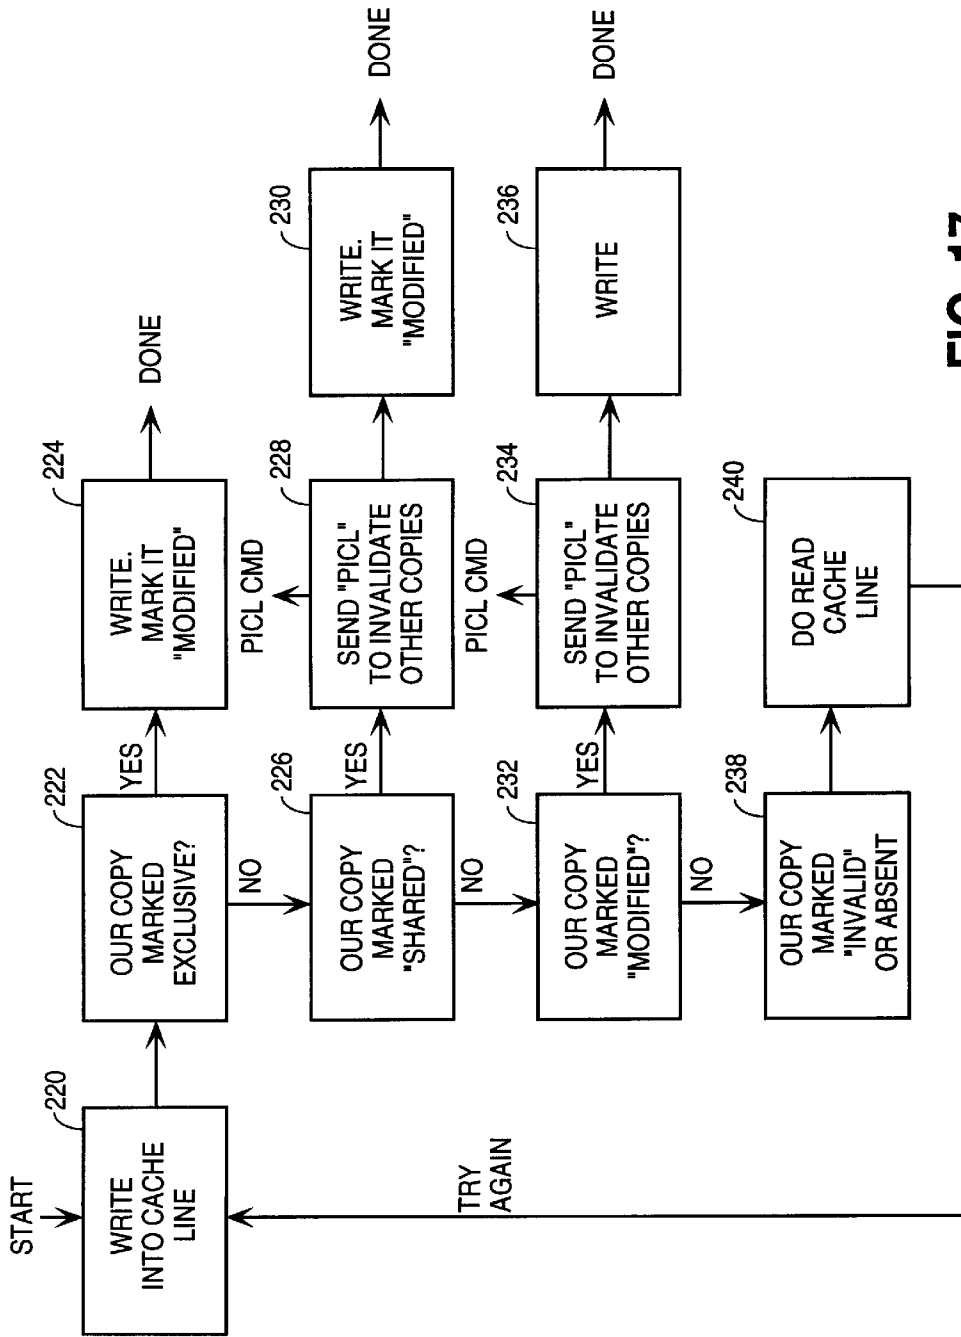 START
220
WRITE
INTO CACHE
LINE
222
OUR COPY
MARKED
EXCLUSIVE?
YES
224
WRITE.
MARK IT
"MODIFIED"
DONE
NO
226
OUR COPY
MARKED
"SHARED"?
YES
PICL CMD
228
SEND "PICL"
TO INVALIDATE
OTHER COPIES
230
WRITE.
MARK IT
"MODIFIED"
DONE
NO
232
OUR COPY
MARKED
"MODIFIED"?
YES
PICL CMD
234
SEND "PICL"
TO INVALIDATE
OTHER COPIES
236
WRITE
DONE
NO
238
OUR COPY
MARKED
"INVALID"
OR ABSENT
240
DO READ
CACHE
LINE
TRY
AGAIN
FIG. 17